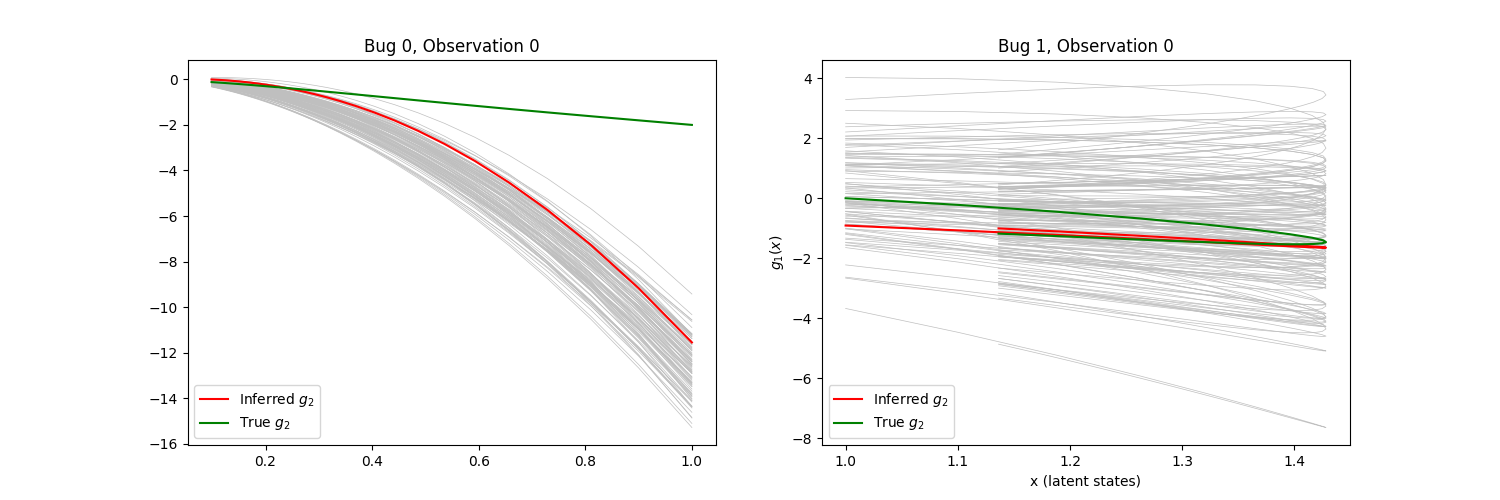 Bug 0, Observation 0
0
−2
−4
−6
−8
−10
−12
−14
−16
0.2 0.4 0.6 0.8 1.0
Inferred g₂
True g₂
Bug 1, Observation 0
4
2
0
−2
−4
−6
−8
g₁(x)
1.0 1.1 1.2 1.3 1.4
x (latent states)
Inferred g₂
True g₂